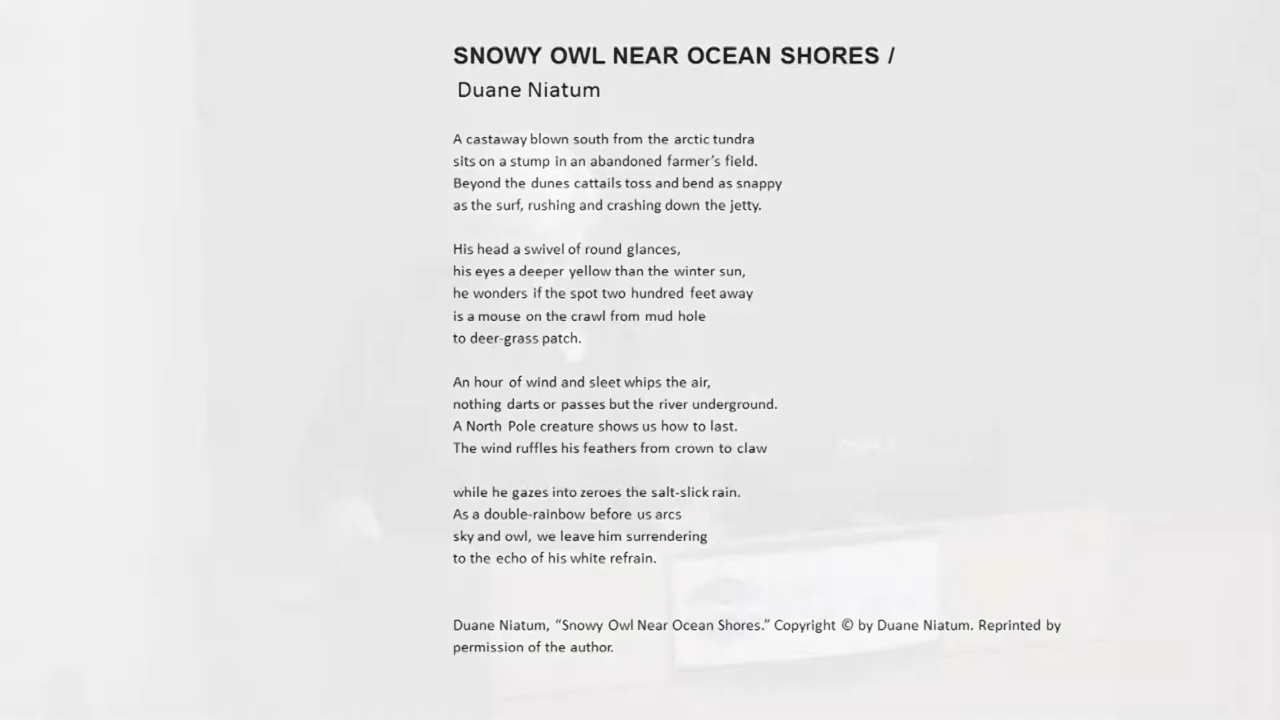 SNOWY OWL NEAR OCEAN SHORES /
Duane Niatum
A castaway blown south from the arctic tundra
sits on a stump in an abandoned farmer’s field.
Beyond the dunes cattails toss and bend as snappy
as the surf, rushing and crashing down the jetty.
His head a swivel of round glances,
his eyes a deeper yellow than the winter sun,
he wonders if the spot two hundred feet away
is a mouse on the crawl from mud hole
to deer-grass patch.
An hour of wind and sleet whips the air,
nothing darts or passes but the river underground.
A North Pole creature shows us how to last.
The wind ruffles his feathers from crown to claw
while he gazes into zeroes the salt-slick rain.
As a double-rainbow before us arcs
sky and owl, we leave him surrendering
to the echo of his white refrain.
Duane Niatum, “Snowy Owl Near Ocean Shores.” Copyright © by Duane Niatum. Reprinted by
permission of the author.